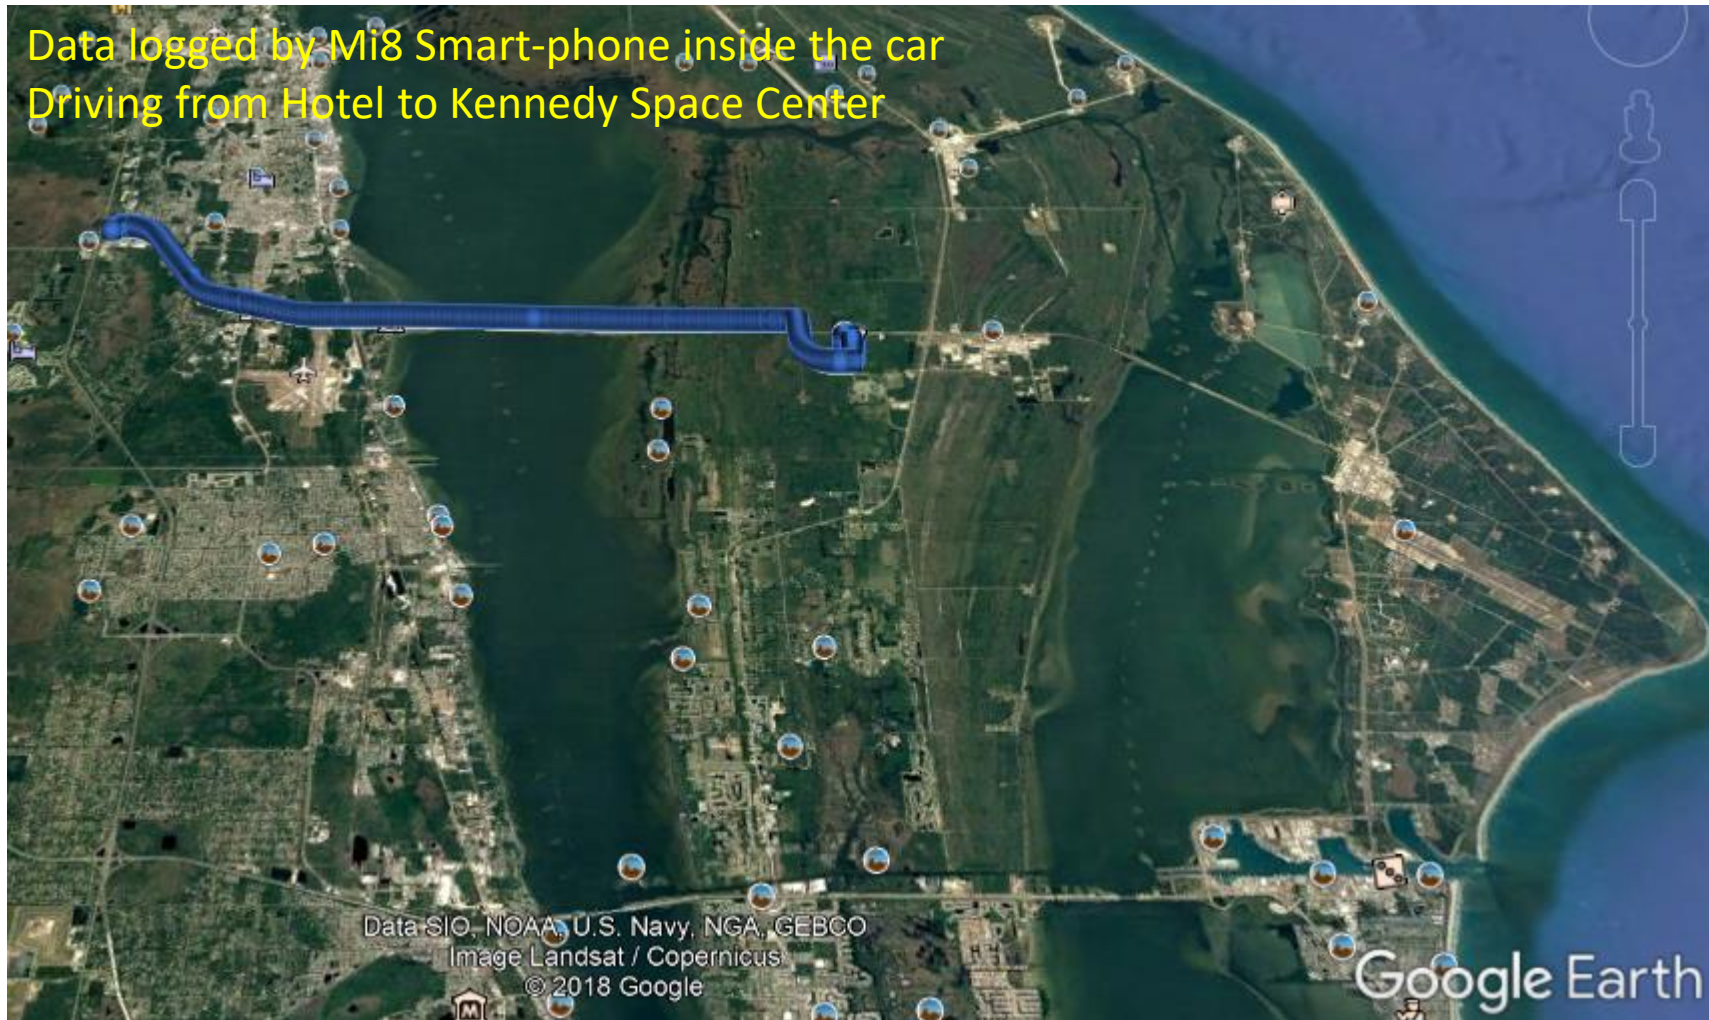 Data logged by Mi8 Smart-phone inside the car
Driving from Hotel to Kennedy Space Center
Data SIO, NOAA, U.S. Navy, NGA, GEBCO
Image Landsat / Copernicus
© 2018 Google
Google Earth